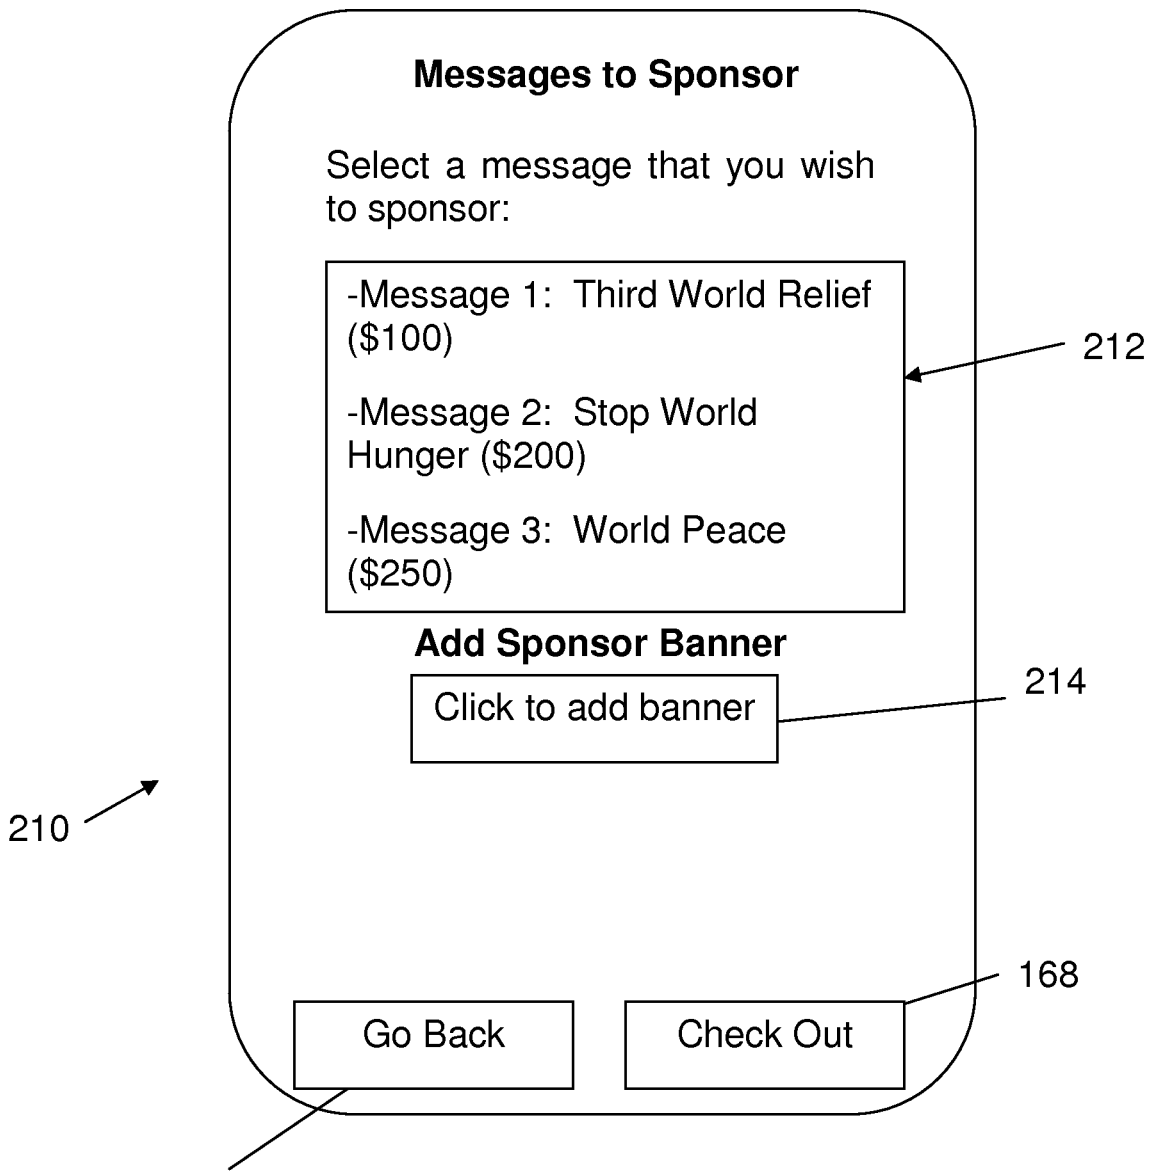 Messages to Sponsor
Select a message that you wish
to sponsor:
-Message 1:  Third World Relief
($100)
212
-Message 2:  Stop World
Hunger ($200)
-Message 3:  World Peace
($250)
Add Sponsor Banner
214
Click to add banner
210
168
Go Back
Check Out